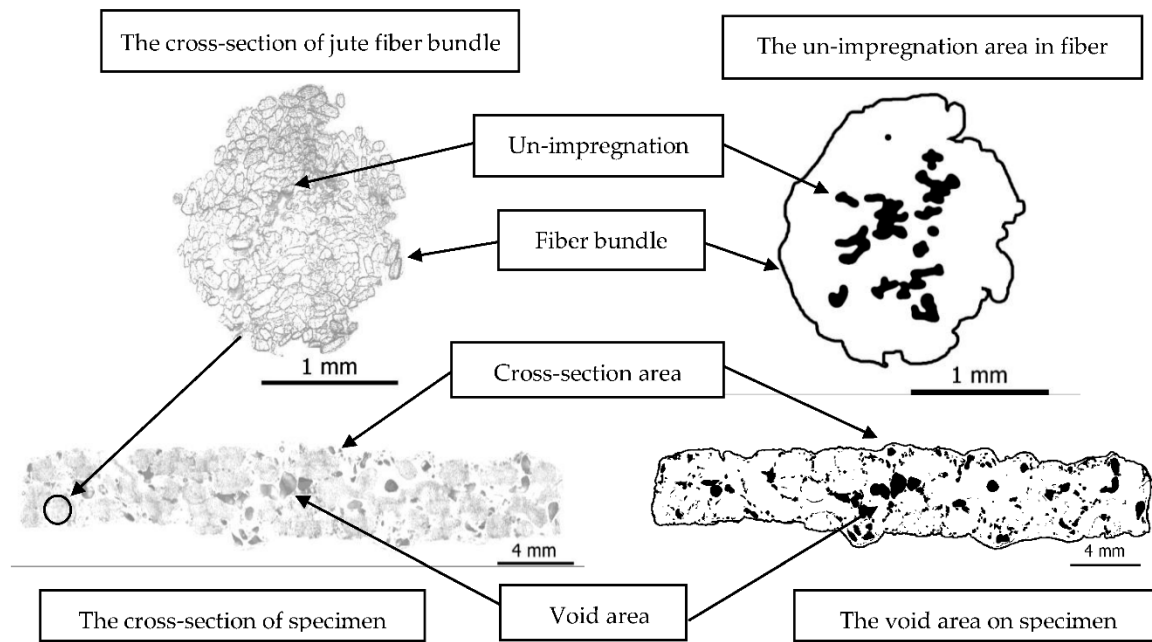 The cross-section of jute fiber bundle
The un-impregnation area in fiber
Un-impregnation
Fiber bundle
1 mm
1 mm
Cross-section area
4 mm
4 mm
The cross-section of specimen
Void area
The void area on specimen